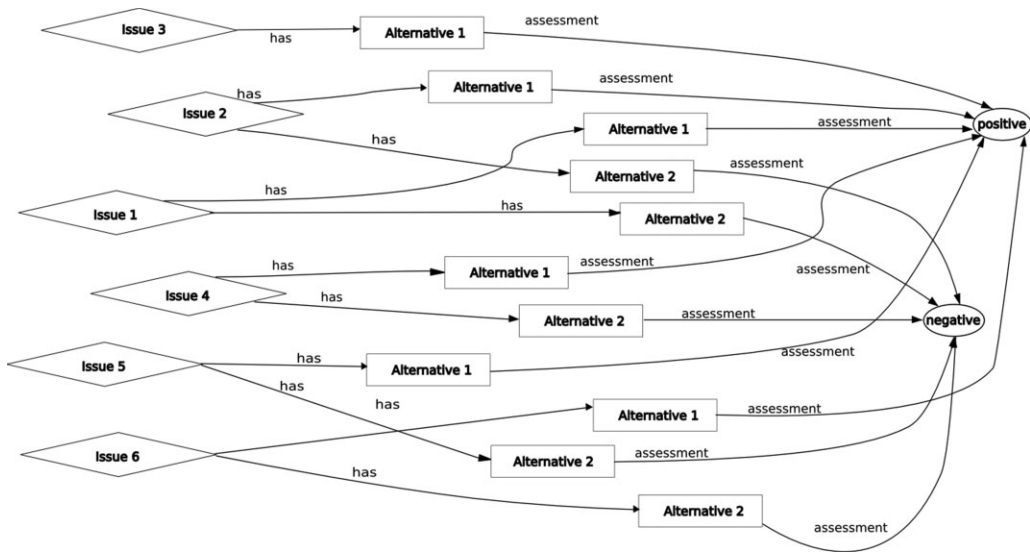 Issue 3
has
Alternative 1
assessment
Issue 2
has
Alternative 1
assessment
has
Alternative 1
assessment
positive
Alternative 2
assessment
Issue 1
has
has
Alternative 2
assessment
Issue 4
has
Alternative 1
assessment
has
Alternative 2
assessment
negative
Issue 5
has
Alternative 1
assessment
has
has
Alternative 1
assessment
Issue 6
has
Alternative 2
assessment
Alternative 2
assessment